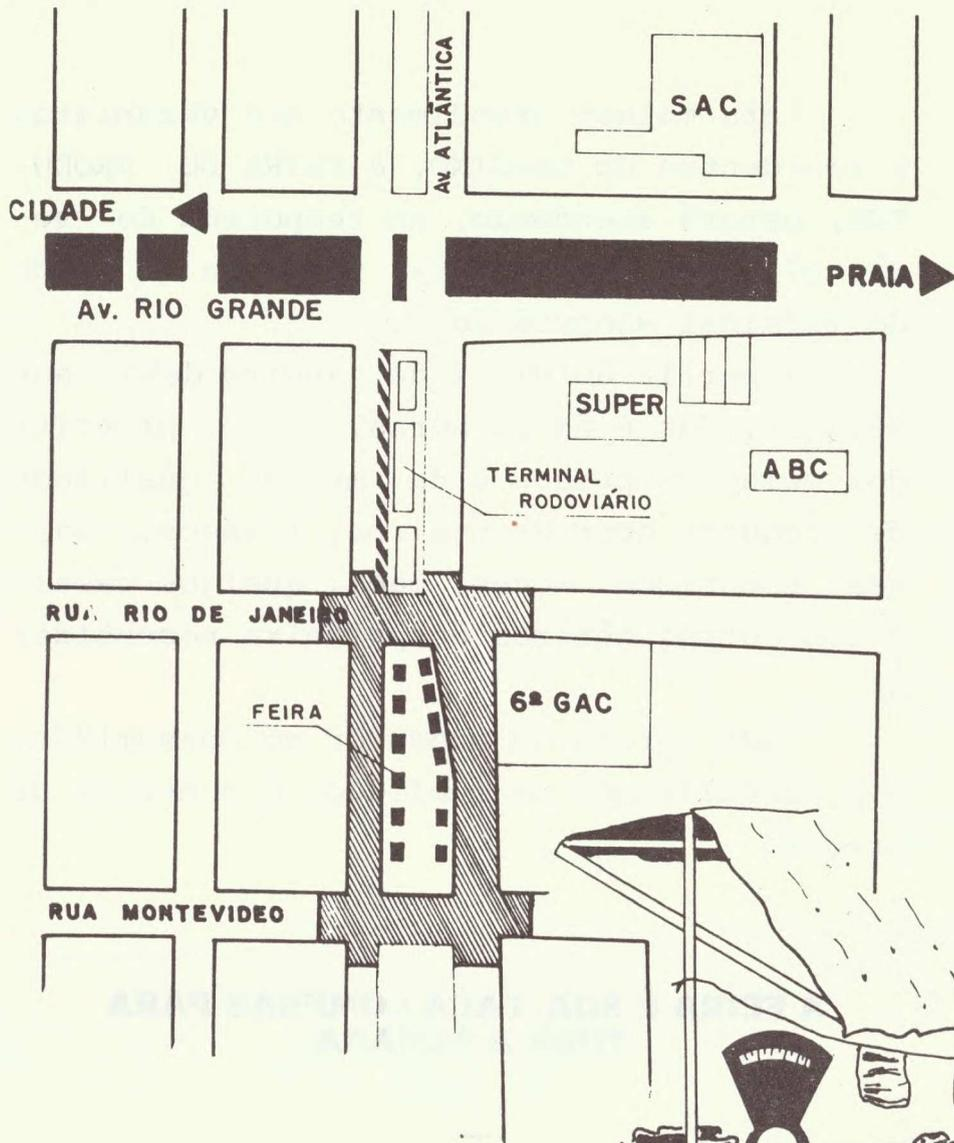 Av. ATLÂNTICA
SAC
CIDADE
PRAIA
Av. RIO GRANDE
SUPER
ABC
TERMINAL
RODOVIÁRIO
RUA RIO DE JANEIRO
FEIRA
6º GAC
RUA MONTEVIDEO